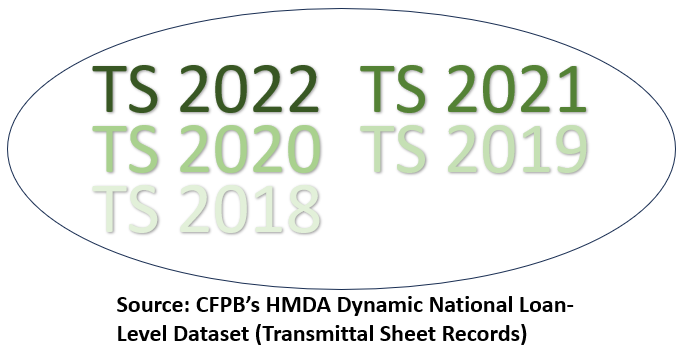 TS 2022 TS 2021
TS 2020 TS 2019
TS 2018
Source: CFPB’s HMDA Dynamic National Loan-
Level Dataset (Transmittal Sheet Records)